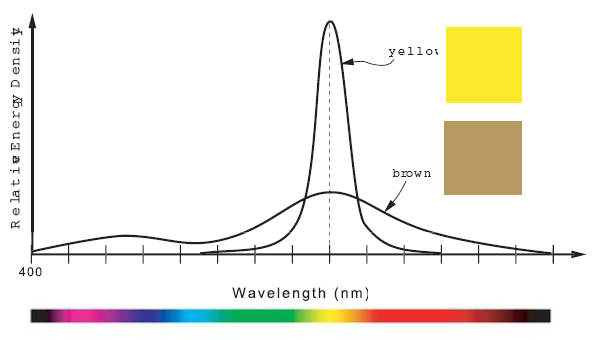 Relative Energy Density
yellow
brown
400
Wavelength (nm)